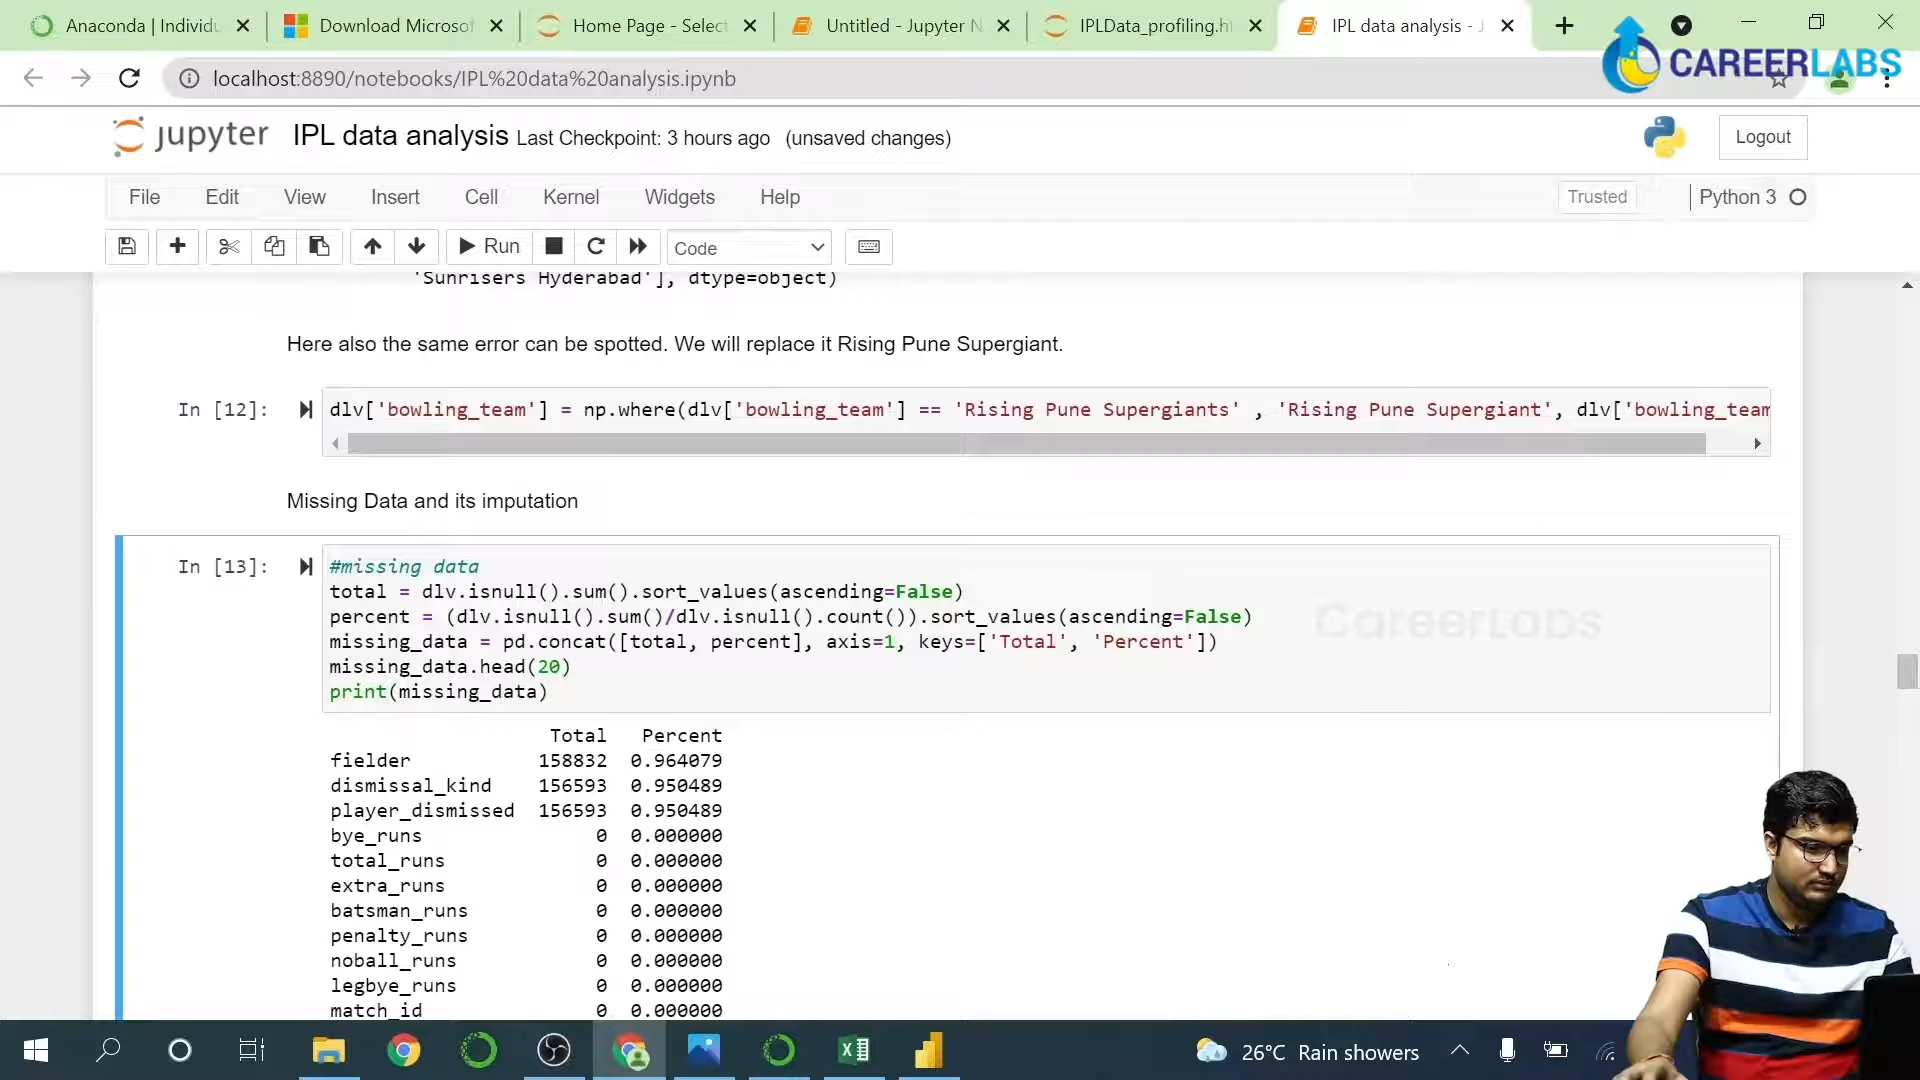 Anaconda | Individu
Download Microsof
Home Page - Select
Untitled - Jupyter N
IPLData_profiling.ht
IPL data analysis - J
CAREERLABS
localhost:8890/notebooks/IPL%20data%20analysis.ipynb
jupyter IPL data analysis Last Checkpoint: 3 hours ago (unsaved changes)
Logout
File Edit View Insert Cell Kernel Widgets Help
Trusted
Python 3
Run
Code
'Sunrisers Hyderabad'], dtype=object)
Here also the same error can be spotted. We will replace it Rising Pune Supergiant.
In [12]: dlv['bowling_team'] = np.where(dlv['bowling_team'] == 'Rising Pune Supergiants' , 'Rising Pune Supergiant', dlv['bowling_team
Missing Data and its imputation
In [13]: #missing data
total = dlv.isnull().sum().sort_values(ascending=False)
percent = (dlv.isnull().sum()/dlv.isnull().count()).sort_values(ascending=False)
missing_data = pd.concat([total, percent], axis=1, keys=['Total', 'Percent'])
missing_data.head(20)
print(missing_data)
CareerLabs
Total Percent
fielder 158832 0.964079
dismissal_kind 156593 0.950489
player_dismissed 156593 0.950489
bye_runs 0 0.000000
total_runs 0 0.000000
extra_runs 0 0.000000
batsman_runs 0 0.000000
penalty_runs 0 0.000000
noball_runs 0 0.000000
legbye_runs 0 0.000000
match_id 0 0.000000
26°C Rain showers